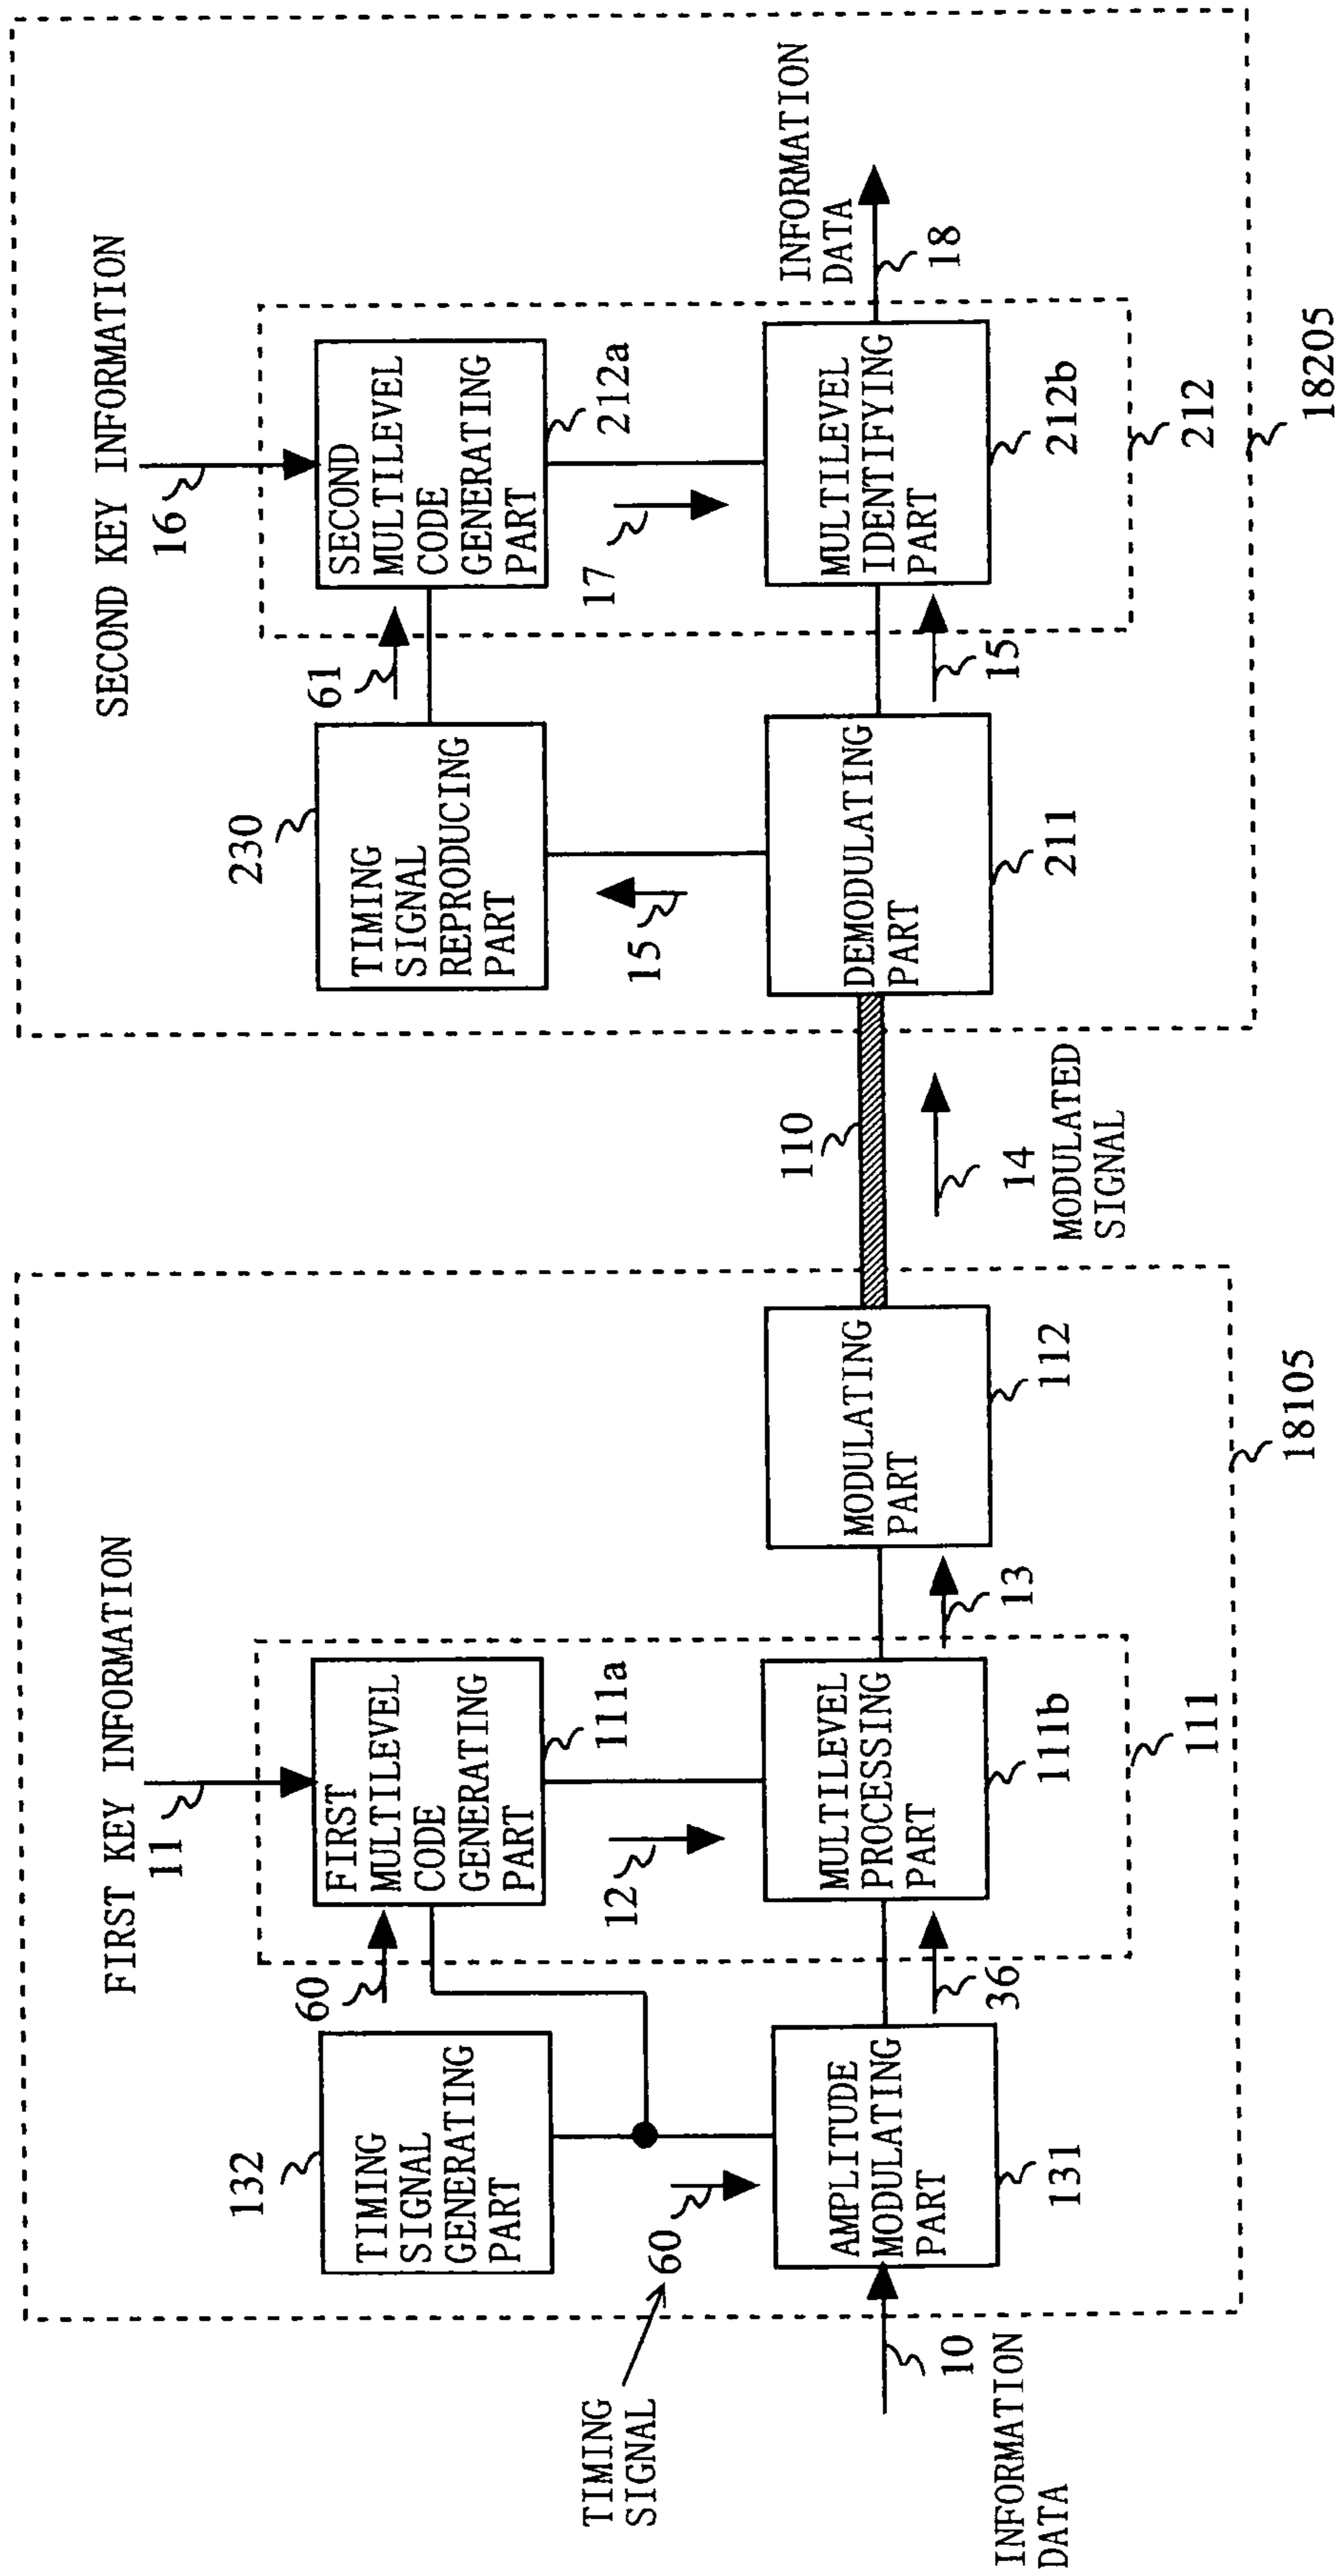 FIRST KEY INFORMATION
11
132
TIMING
SIGNAL
GENERATING
PART
60
FIRST
MULTILEVEL
CODE
GENERATING
PART
111a
TIMING
SIGNAL
60
12
10
INFORMATION
DATA
AMPLITUDE
MODULATING
PART
131
36
MULTILEVEL
PROCESSING
PART
111b
111
13
MODULATING
PART
112
18105
110
14
MODULATED
SIGNAL
SECOND KEY INFORMATION
16
230
TIMING
SIGNAL
REPRODUCING
PART
61
SECOND
MULTILEVEL
CODE
GENERATING
PART
212a
15
17
DEMODULATING
PART
211
15
MULTILEVEL
IDENTIFYING
PART
212b
212
INFORMATION
DATA
18
18205